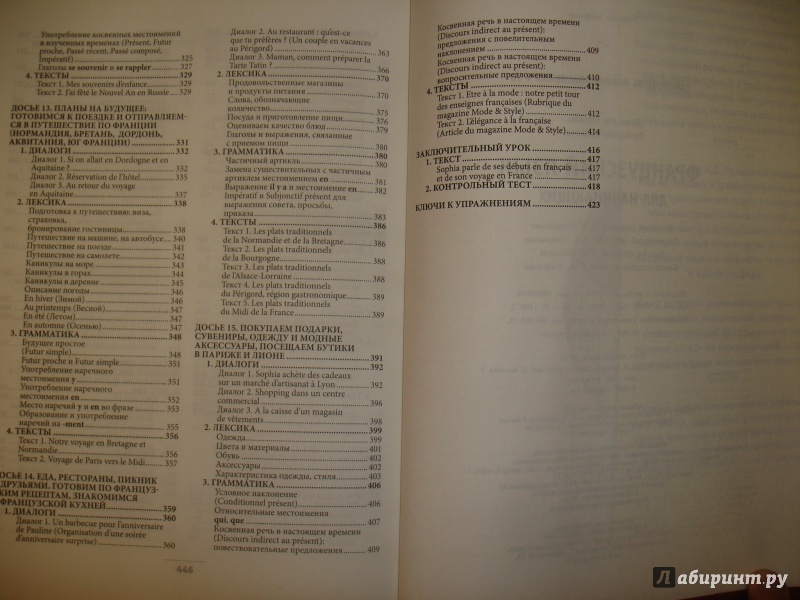 Употребление косвенных местоимений
в изученных временах (Présent, Futur
proche, Passé récent, Passé composé,
Impératif) 325
Глаголы se souvenir и se rappeler 327
4. ТЕКСТЫ 329
Текст 1. Mes souvenirs d'enfance 329
Текст 2. J'ai fêté le Nouvel An en Russie 329
ДОСЬЕ 13. ПЛАНЫ НА БУДУЩЕЕ:
ГОТОВИМСЯ К ПОЕЗДКЕ И ОТПРАВЛЯЕМ-
СЯ В ПУТЕШЕСТВИЕ ПО ФРАНЦИИ
(НОРМАНДИЯ, БРЕТАНЬ, ДОРДОНЬ,
АКВИТАНИЯ, ЮГ ФРАНЦИИ) 331
1. ДИАЛОГИ 331
Диалог 1. Si on allait en Dordogne et en
Aquitaine ? 331
Диалог 2. Réservation de l'hôtel 335
Диалог 3. Au retour du voyage
en Aquitaine 337
2. ЛЕКСИКА 338
Подготовка к путешествию: виза,
страховка,
бронирование гостиницы 338
Путешествие на машине, на автобусе 340
Путешествие на поезде 341
Путешествие на самолете 342
Каникулы на море 343
Каникулы в горах 344
Каникулы в деревне 345
Описание погоды 346
En hiver (Зимой) 346
Au printemps (Весной) 347
En été (Летом) 347
En automne (Осенью) 347
3. ГРАММАТИКА 348
Будущее простое
(Futur simple) 348
Futur proche и Futur simple 351
Употребление наречного
местоимения y 351
Употребление наречного
местоимения en 352
Место наречий y и en во фразе 353
Образование и употребление
наречий на -ment 355
4. ТЕКСТЫ 356
Текст 1. Notre voyage en Bretagne et
Normandie 356
Текст 2. Voyage de Paris vers le Midi 357
ДОСЬЕ 14. ЕДА, РЕСТОРАНЫ, ПИКНИК
ДРУЗЬЯМИ. ГОТОВИМ ПО ФРАНЦУЗ-
КИМ РЕЦЕПТАМ, ЗНАКОМИМСЯ
ФРАНЦУЗСКОЙ КУХНЕЙ 359
1. ДИАЛОГИ 360
Диалог 1. Un barbecue pour l'anniversaire
de Pauline (Organisation d'une soirée
d'anniversaire surprise) 360
Диалог 2. Au restaurant : qu'est-ce
que tu préfères ? (Un couple en vacances
au Périgord) 363
Диалог 3. Maman, comment préparer la
Tarte Tatin ? 366
2. ЛЕКСИКА 370
Продовольственные магазины
и продукты питания 370
Слова, обозначающие
количество 375
Посуда и приготовление пищи 376
Оцениваем качество блюд 379
Глаголы и выражения, связанные
с приемом пищи 380
3. ГРАММАТИКА 380
Частичный артикль 380
Замена существительных с частичным
артиклем местоимением en 381
Выражение il y a и местоимение en 382
Impératif и Subjonctif présent для
выражения совета, просьбы,
приказа 383
4. ТЕКСТЫ 386
Текст 1. Les plats traditionnels
de la Normandie et de la Bretagne 386
Текст 2. Les plats traditionnels
de la Bourgogne 388
Текст 3. Les plats traditionnels
de l'Alsace-Lorraine 388
Текст 4. Les plats traditionnels
du Périgord, région gastronomique 389
Текст 5. Les plats traditionnels
du Midi de la France 389
ДОСЬЕ 15. ПОКУПАЕМ ПОДАРКИ,
СУВЕНИРЫ, ОДЕЖДУ И МОДНЫЕ
АКСЕССУАРЫ, ПОСЕЩАЕМ БУТИКИ
В ПАРИЖЕ И ЛИОНЕ 391
1. ДИАЛОГИ 392
Диалог 1. Sophia achète des cadeaux
sur un marché d'artisanat à Lyon 392
Диалог 2. Shopping dans un centre
commercial 396
Диалог 3. A la caisse d'un magasin
de vêtements 398
2. ЛЕКСИКА 399
Одежда 399
Цвета и материалы 401
Обувь 402
Аксессуары 402
Характеристика одежды, стиля 403
3. ГРАММАТИКА 406
Условное наклонение
(Conditionnel présent) 406
Относительные местоимения
qui, que 407
Косвенная речь в настоящем времени
(Discours indirect au présent):
повествовательные предложения 409
446
Косвенная речь в настоящем времени
(Discours indirect au présent):
предложения с повелительным
наклонением 409
Косвенная речь в настоящем времени
(Discours indirect au présent):
вопросительные предложения 410
4. ТЕКСТЫ 412
Текст 1. Etre à la mode : notre petit tour
des enseignes françaises (Rubrique du
magazine Mode & Style) 412
Текст 2. L'élégance à la française
(Article du magazine Mode & Style) 414
ЗАКЛЮЧИТЕЛЬНЫЙ УРОК 416
1. ТЕКСТ 417
Sophia parle de ses débuts en français 417
et de son voyage en France 417
2. КОНТРОЛЬНЫЙ ТЕСТ 418
КЛЮЧИ К УПРАЖНЕНИЯМ 423
Лабиринт.ру